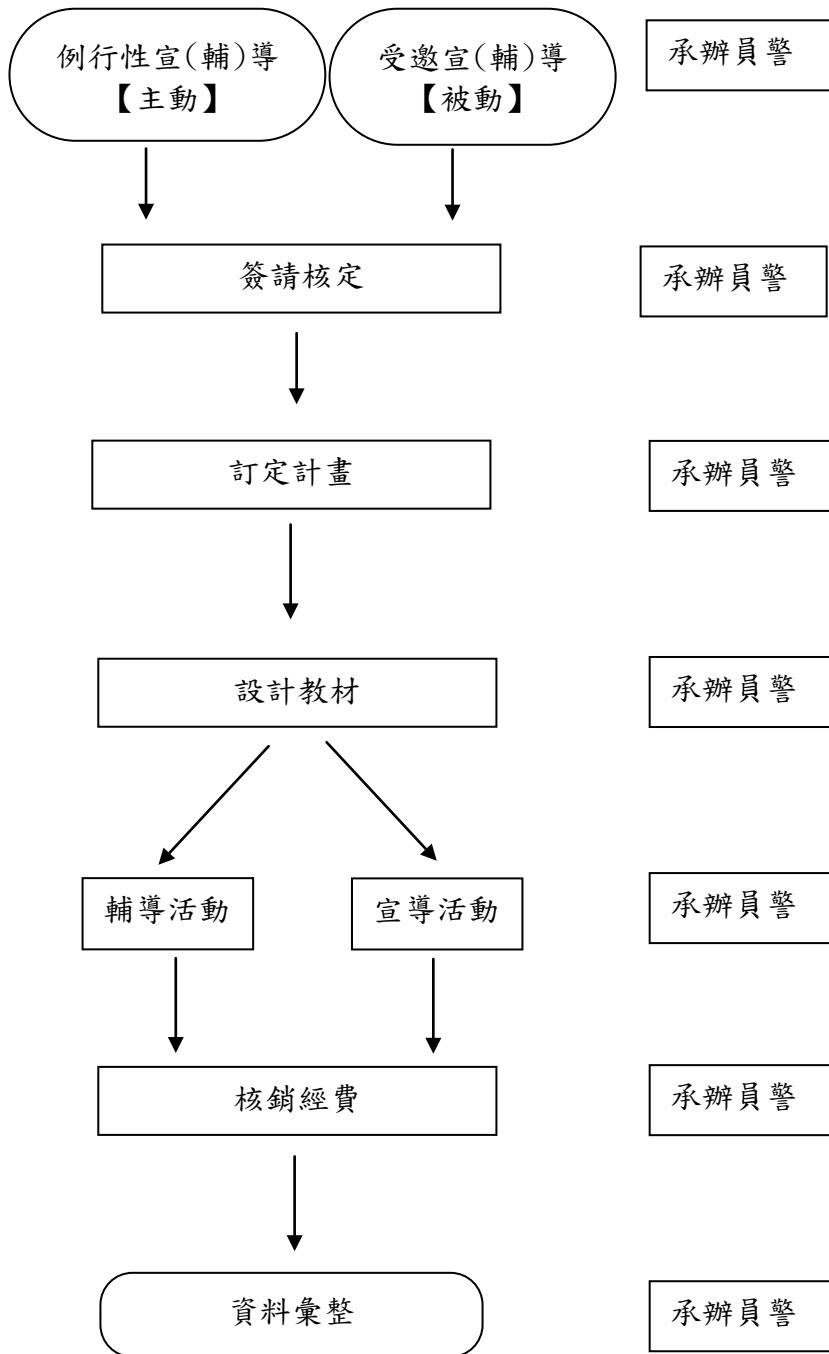 例行性宣(輔)導
【主動】
受邀宣(輔)導
【被動】
承辦員警
簽請核定
承辦員警
訂定計畫
承辦員警
設計教材
承辦員警
輔導活動
宣導活動
承辦員警
核銷經費
承辦員警
資料彙整
承辦員警